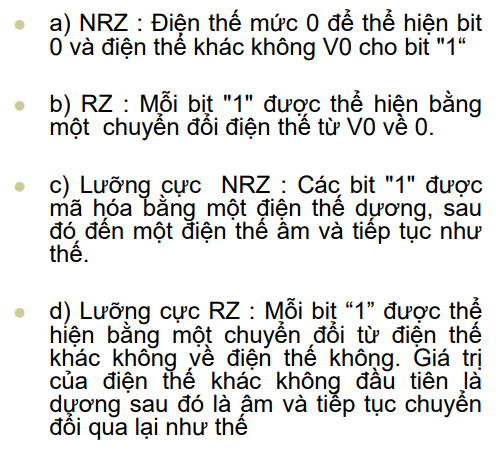 a) NRZ : Điện thế mức 0 để thể hiện bit
0 và điện thế khác không V0 cho bit "1“
b) RZ : Mỗi bit "1" được thể hiện bằng
một chuyển đổi điện thế từ V0 về 0.
c) Lưỡng cực NRZ : Các bit "1" được
mã hóa bằng một điện thế dương, sau
đó đến một điện thế âm và tiếp tục như
thế.
d) Lưỡng cực RZ : Mỗi bit “1” được thể
hiện bằng một chuyển đổi từ điện thế
khác không về điện thế không. Giá trị
của điện thế khác không đầu tiên là
dương sau đó là âm và tiếp tục chuyển
đổi qua lại như thế